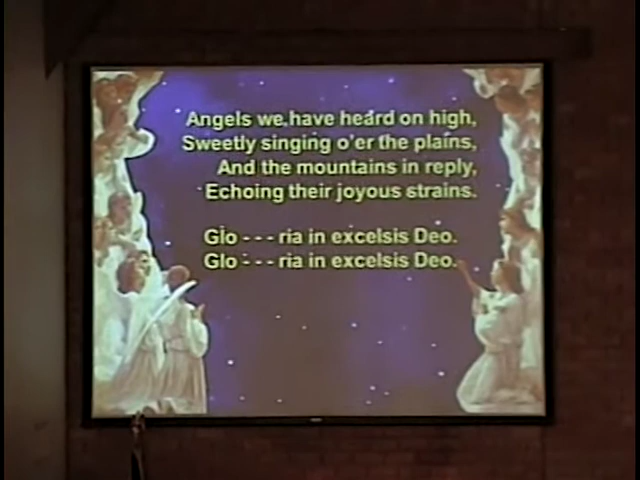 Angels we have heard on high,
Sweetly singing o'er the plains,
And the mountains in reply,
Echoing their joyous strains.
Glo - - - ria in excelsis Deo.
Glo - - - ria in excelsis Deo.